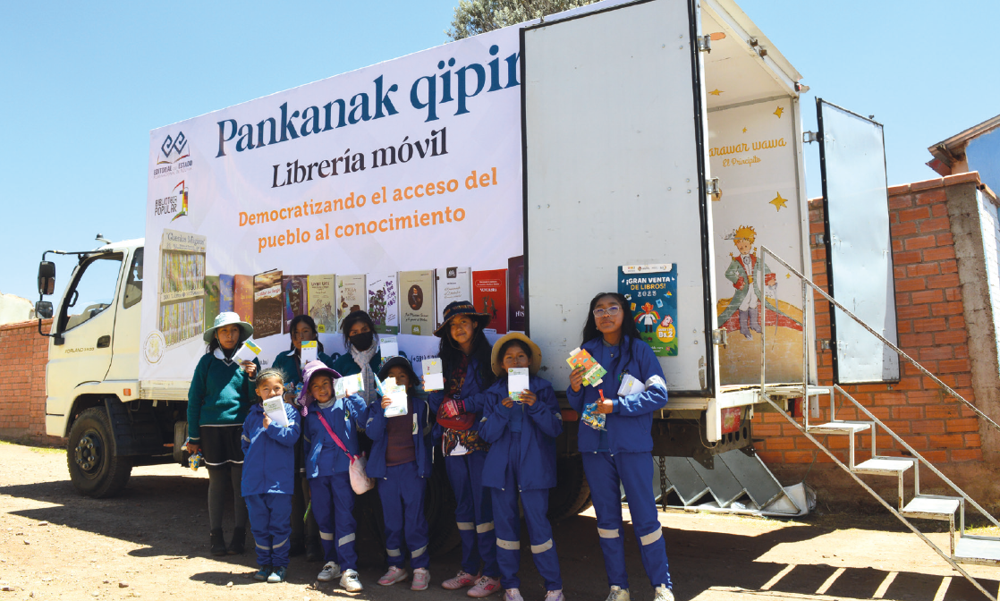 Pankanak qïpir
Librería móvil
Democratizando el acceso del
pueblo al conocimiento
EDITORIAL DEL ESTADO
BIBLIOTECA
POPULAR
arawar wawa
El Principito
¡GRAN VENTA
DE LIBROS!
2025